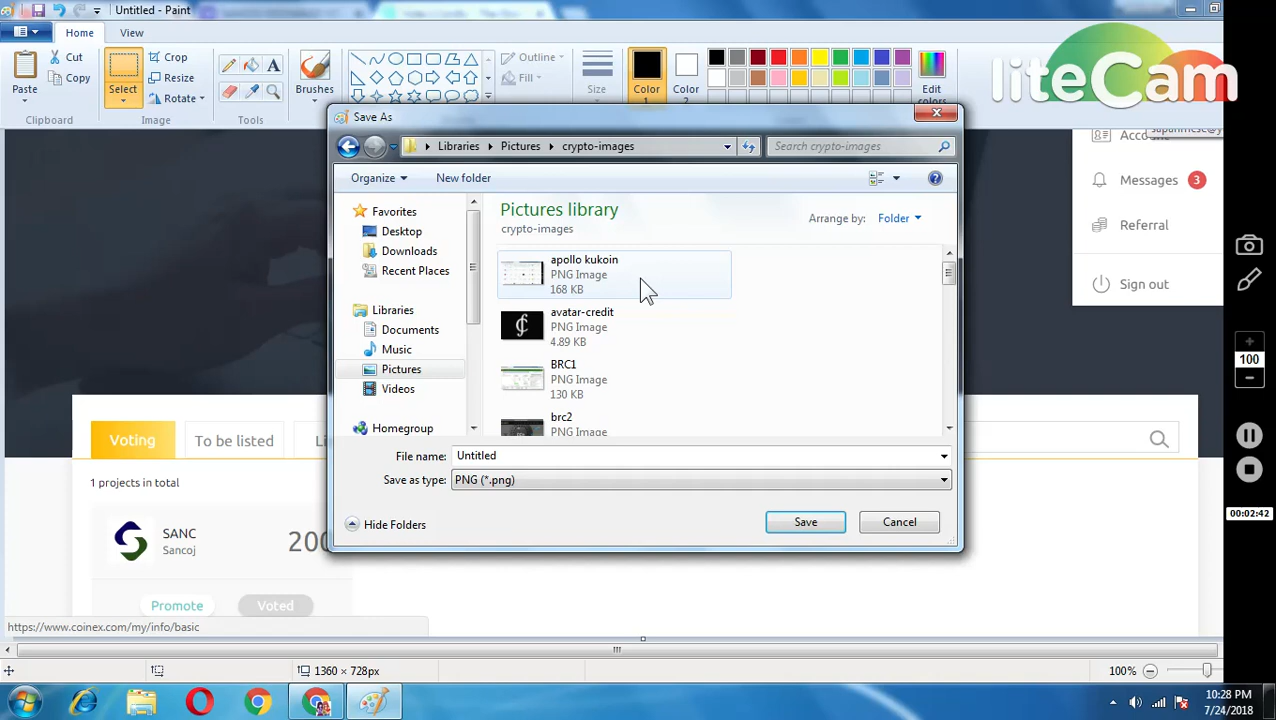 Untitled - Paint
Home
View
Paste
Cut
Copy
Clipboard
Select
Crop
Resize
Rotate
Image
Tools
Brushes
Outline
Fill
Color
1
Color
2
Edit
colors
liteCam
Save As
Libraries
Pictures
crypto-images
Search crypto-images
Organize
New folder
Favorites
Desktop
Downloads
Recent Places
Libraries
Documents
Music
Pictures
Videos
Homegroup
Pictures library
crypto-images
Arrange by:
Folder
apollo kukoin
PNG Image
168 KB
avatar-credit
PNG Image
4.89 KB
BRC1
PNG Image
130 KB
brc2
PNG Image
File name:
Untitled
Save as type:
PNG (*.png)
Hide Folders
Save
Cancel
Messages
3
Referral
Sign out
100
00:02:42
Voting
To be listed
1 projects in total
SANC
Sancoj
200
Promote
Voted
https://www.coinex.com/my/info/basic
1360 × 728px
100%
10:28 PM
7/24/2018